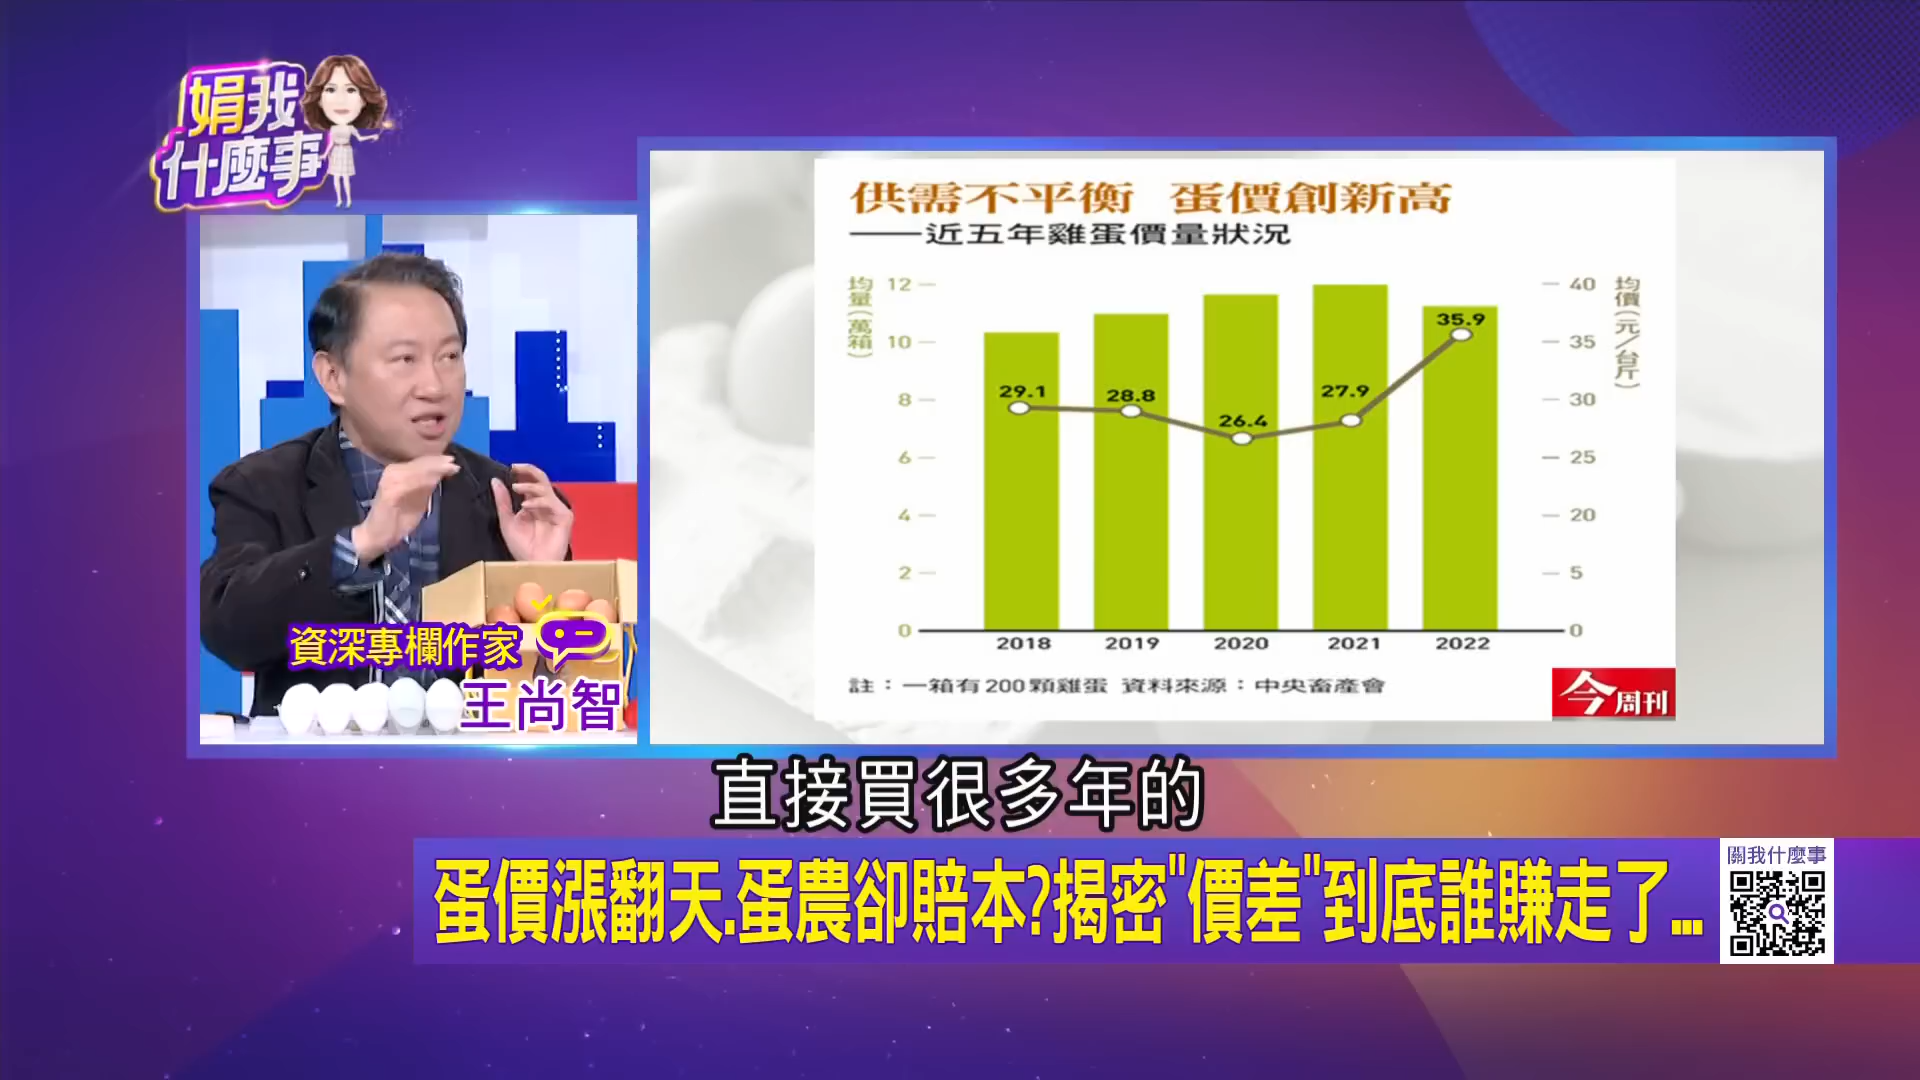 娟我
什麼事
供需不平衡 蛋價創新高
──近五年雞蛋價量狀況
均量(萬箱)
12
10
8
6
4
2
0
均價(元/台斤)
40
35
30
25
20
5
0
29.1
28.8
26.4
27.9
35.9
2018 2019 2020 2021 2022
註：一箱有200顆雞蛋 資料來源：中央畜產會
今周刊
資深專欄作家
王尚智
直接買很多年的
蛋價漲翻天.蛋農卻賠本?揭密"價差"到底誰賺走了...
關我什麼事